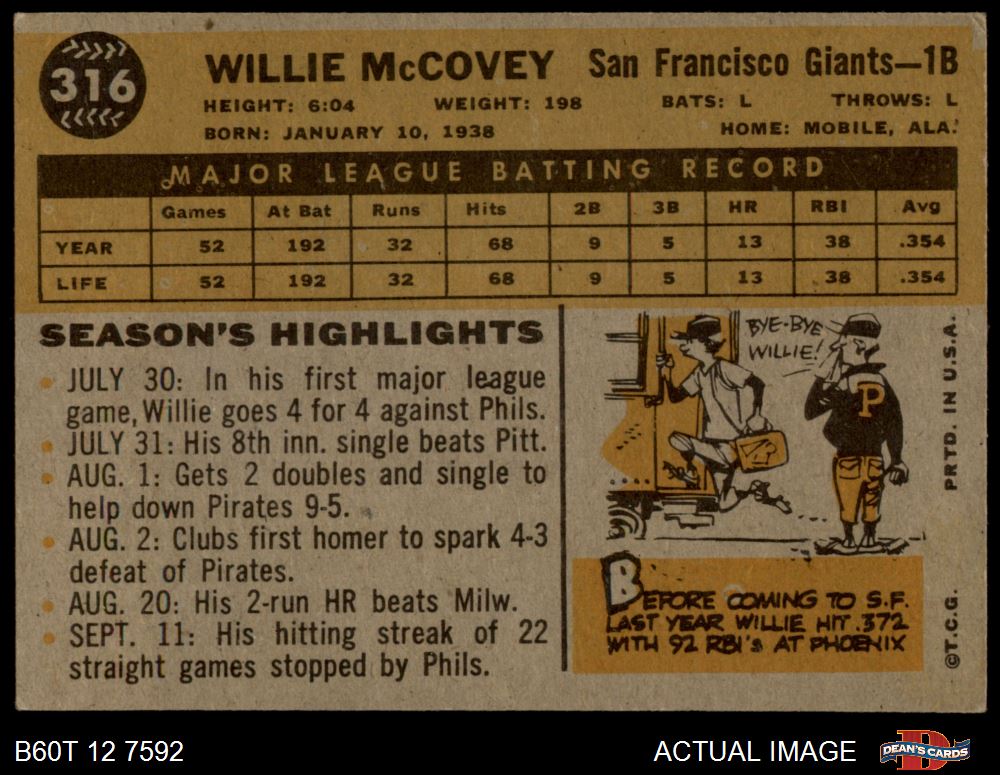 316
WILLIE McCOVEY San Francisco Giants—1B
HEIGHT: 6:04 WEIGHT: 198 BATS: L THROWS: L
BORN: JANUARY 10, 1938 HOME: MOBILE, ALA.
MAJOR LEAGUE BATTING RECORD
Games At Bat Runs Hits 2B 3B HR RBI Avg
YEAR 52 192 32 68 9 5 13 38 .354
LIFE 52 192 32 68 9 5 13 38 .354
SEASON'S HIGHLIGHTS
• JULY 30: In his first major league
game, Willie goes 4 for 4 against Phils.
• JULY 31: His 8th inn. single beats Pitt.
• AUG. 1: Gets 2 doubles and single to
help down Pirates 9-5.
• AUG. 2: Clubs first homer to spark 4-3
defeat of Pirates.
• AUG. 20: His 2-run HR beats Milw.
• SEPT. 11: His hitting streak of 22
straight games stopped by Phils.
BYE-BYE
WILLIE!
P
BEFORE COMING TO S.F.
LAST YEAR WILLIE HIT .372
WITH 92 RBI's AT PHOENIX
PRTD. IN U.S.A.
©T.C.G.
B60T 12 7592
ACTUAL IMAGE
D
DEAN'S CARDS